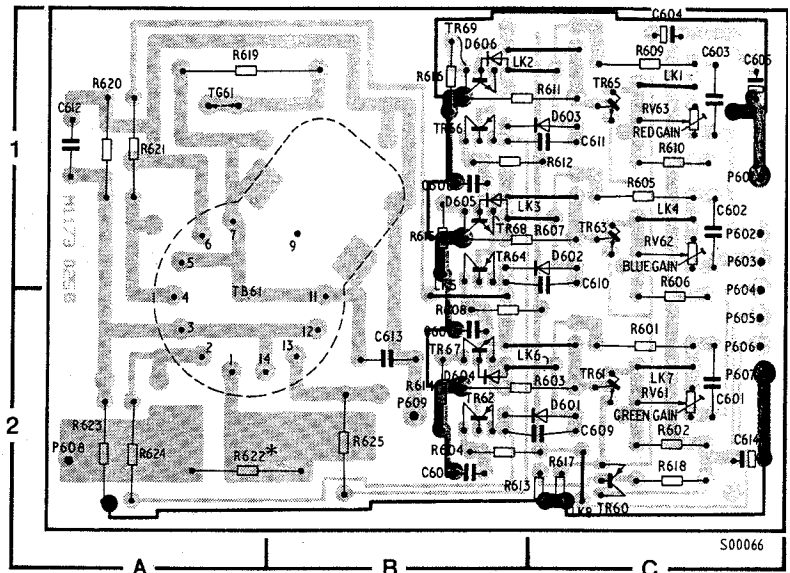 C604
TR69
D606
R609
C603
C605
R619
R616
LK2
LK1
R620
TG61
TR65
RV63
C612
R611
D603
RED GAIN
TR66
C611
R610
1
R621
R612
R605
D605
LK3
LK4
C602
7
6
9
TR68
R607
TR63
P602
RV62
TR64
D602
BLUE GAIN
P603
5
C610
R606
4
TB61
11
LK5
P604
R608
3
12
R601
P605
C613
TR67
P606
2
13
LK6
1
14
D604
R603
TR61
LK7
P607
R614
RV61
P609
TR62
D601
GREEN GAIN
C601
2
R623
C609
R602
P608
R624
R622*
R625
R604
C614
R617
R618
R613
LK8
TR60
M1173 8256
S00066
A
B
C